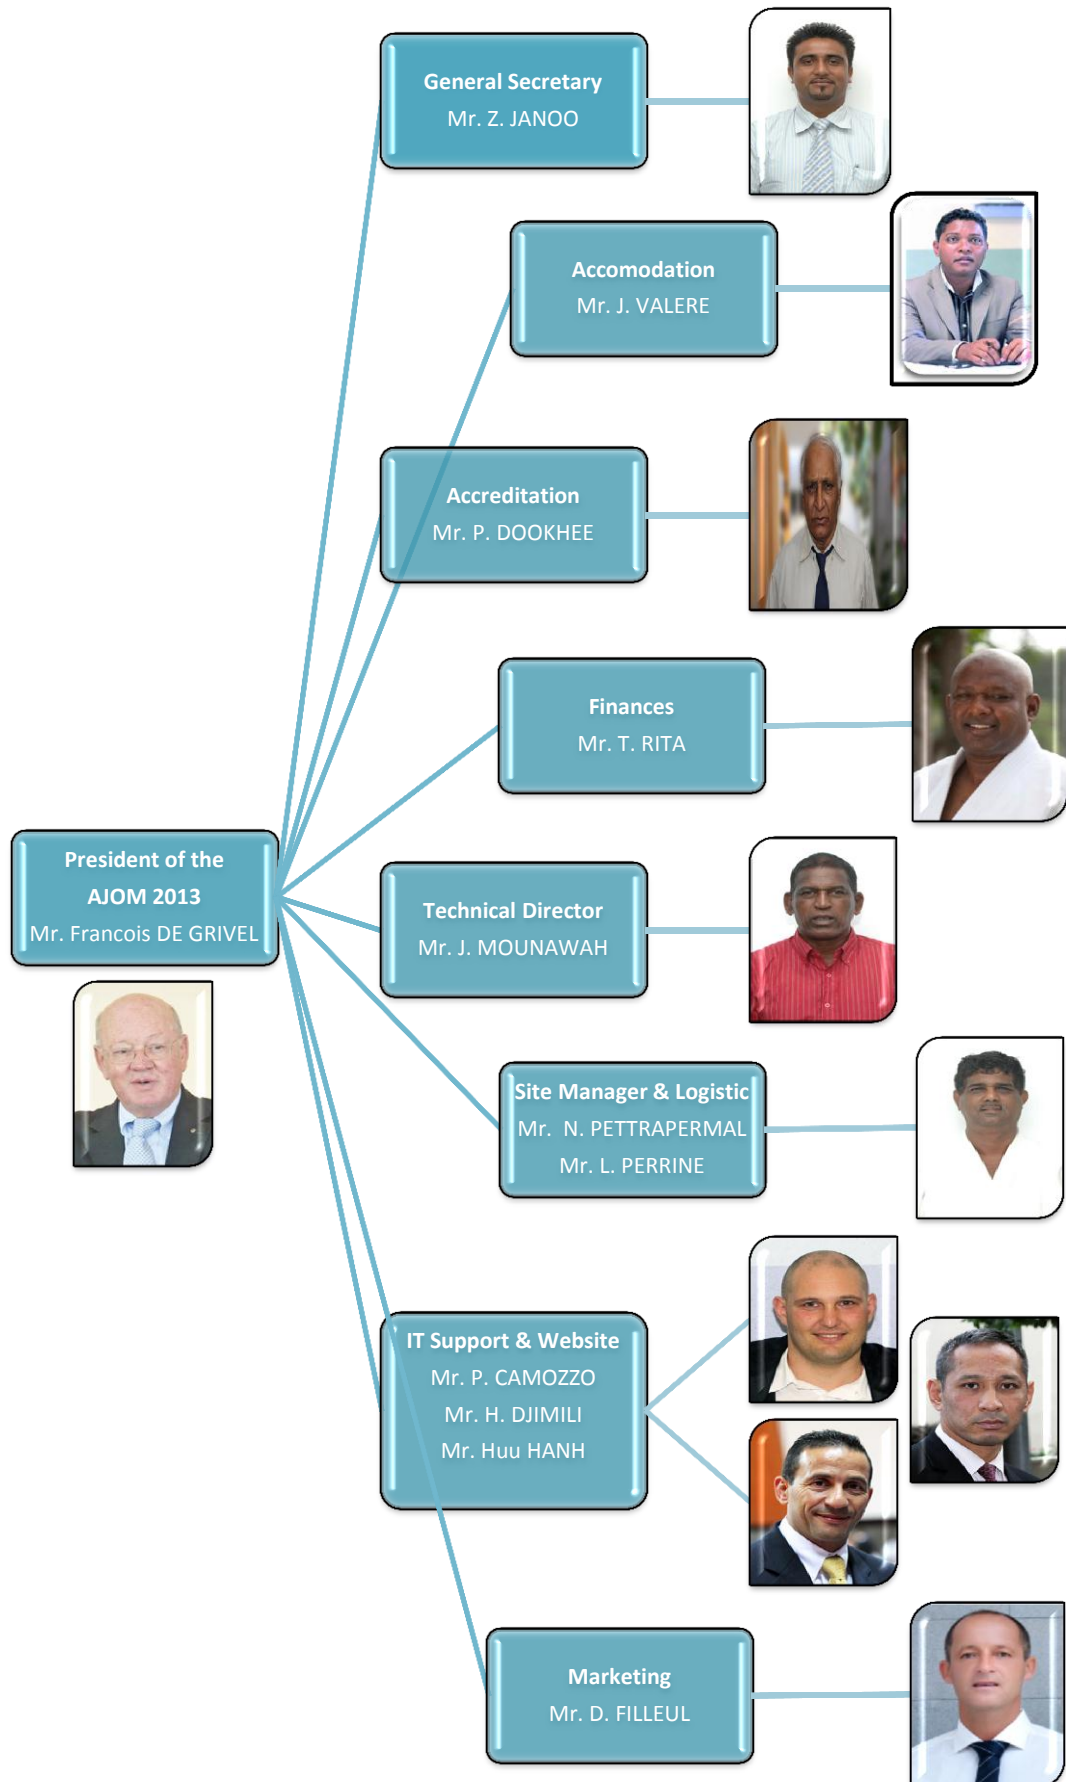 General Secretary
Mr. Z. JANOO
Accomodation
Mr. J. VALERE
Accreditation
Mr. P. DOOKHEE
Finances
Mr. T. RITA
President of the
AJOM 2013
Mr. Francois DE GRIVEL
Technical Director
Mr. J. MOUNAWAH
Site Manager & Logistic
Mr.  N. PETTRAPERMAL
Mr. L. PERRINE
IT Support & Website
Mr. P. CAMOZZO
Mr. H. DJIMILI
Mr. Huu HANH
Marketing
Mr. D. FILLEUL